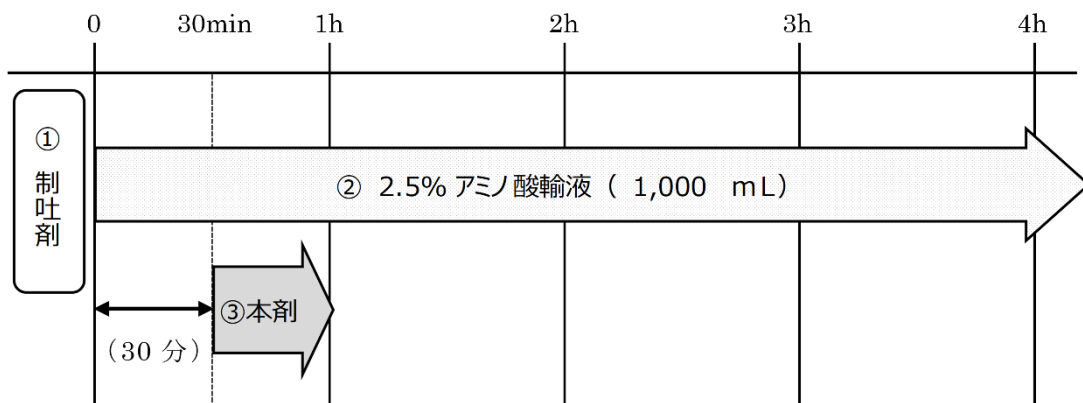 0 30min 1h 2h 3h 4h
①
制吐剤
② 2.5% アミノ酸輸液（ 1,000 mL）
③本剤
（30 分）